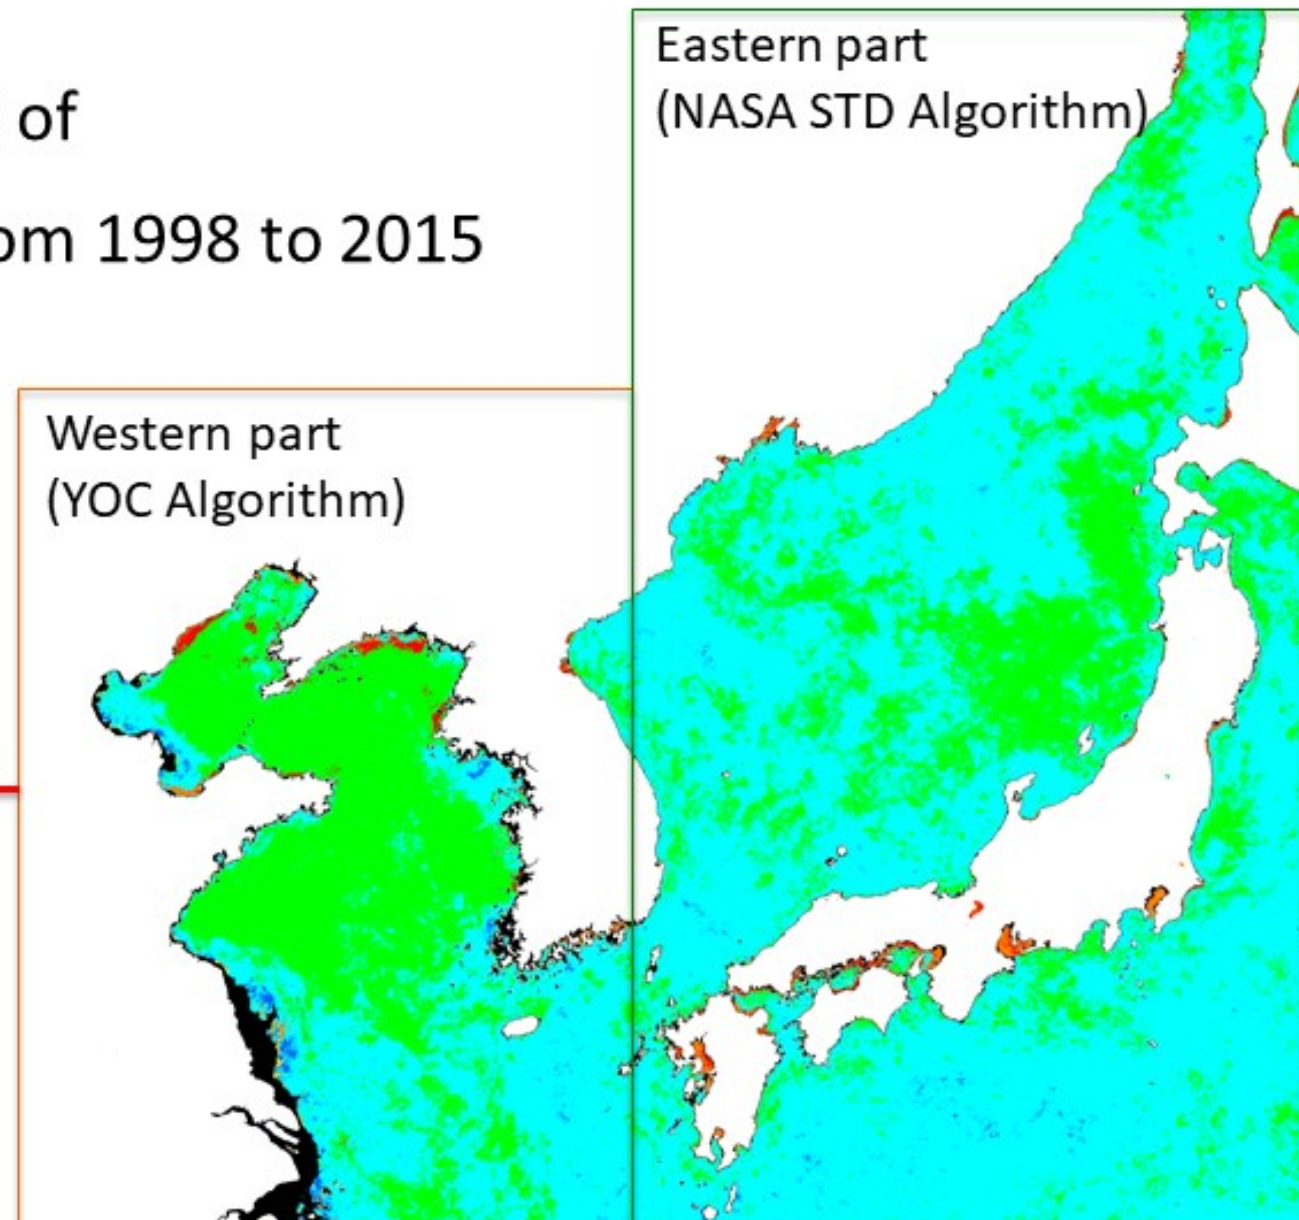 of
om 1998 to 2015
Eastern part
(NASA STD Algorithm)
Western part
(YOC Algorithm)